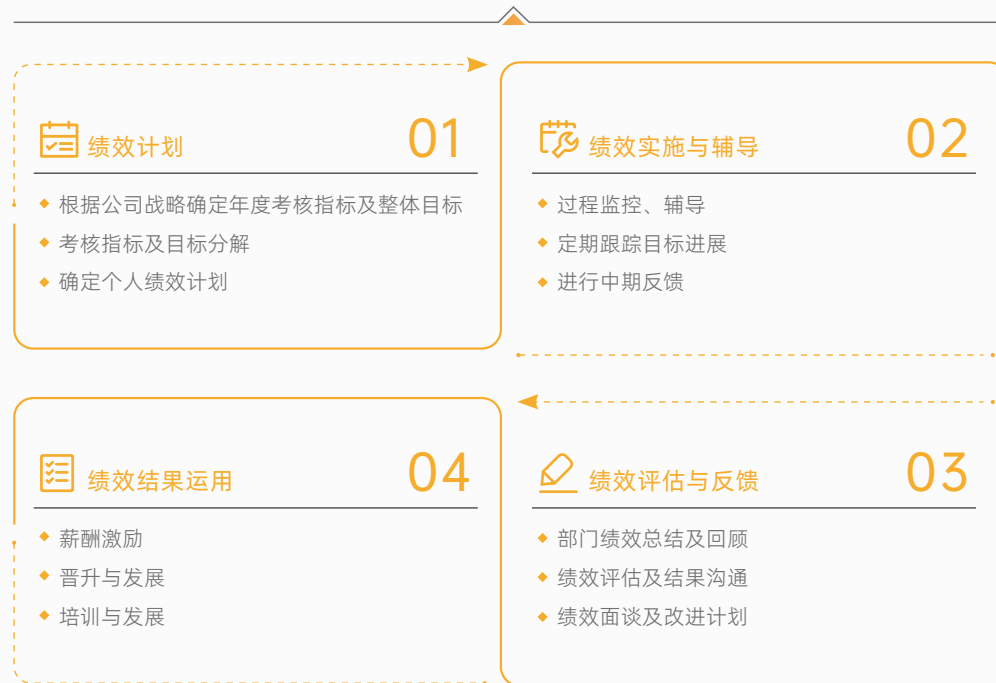 绩效计划
01
根据公司战略确定年度考核指标及整体目标
考核指标及目标分解
确定个人绩效计划
绩效实施与辅导
02
过程监控、辅导
定期跟踪目标进展
进行中期反馈
绩效评估与反馈
03
部门绩效总结及回顾
绩效评估及结果沟通
绩效面谈及改进计划
绩效结果运用
04
薪酬激励
晋升与发展
培训与发展